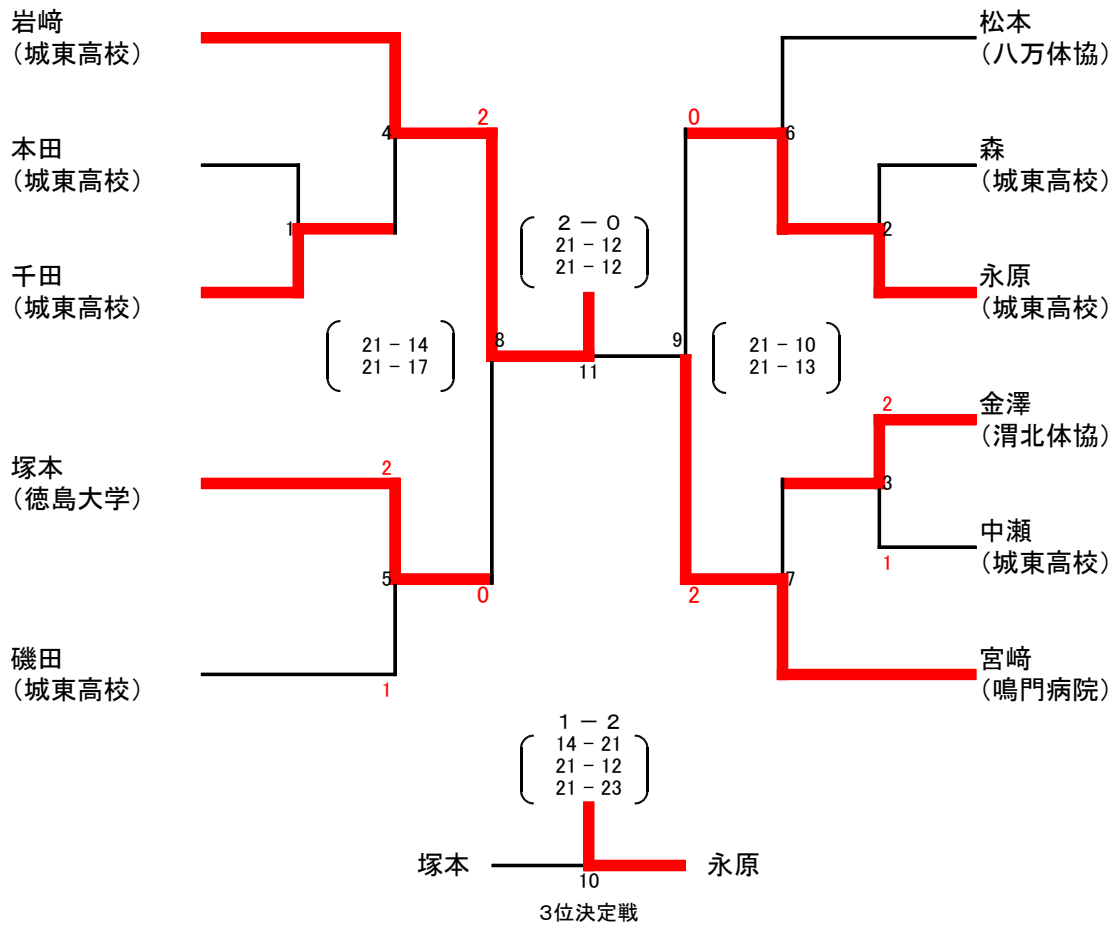 岩﨑
（城東高校）
本田
（城東高校）
千田
（城東高校）
塚本
（徳島大学）
磯田
（城東高校）
4
2
1
21 － 14
21 － 17
8
2
5
0
1
2 － 0
21 － 12
21 － 12
11
0
6
2
9
21 － 10
21 － 13
2
3
1
7
2
松本
（八万体協）
森
（城東高校）
永原
（城東高校）
金澤
（渭北体協）
中瀬
（城東高校）
宮﨑
（鳴門病院）
1 － 2
14 － 21
21 － 12
21 － 23
塚本
永原
10
3位決定戦